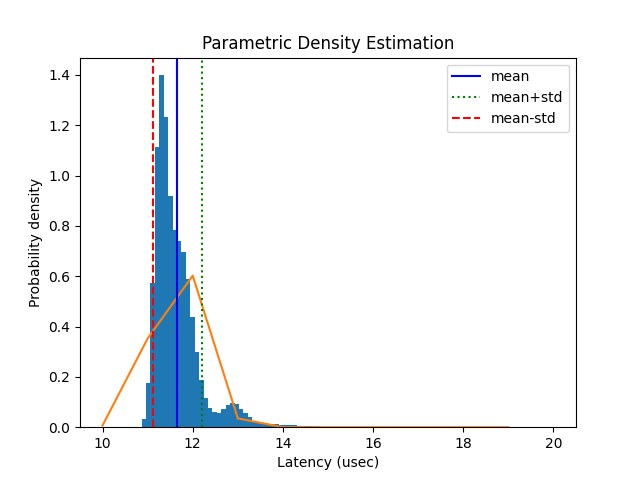 Parametric Density Estimation
mean
mean+std
mean-std
Probability density
1.4
1.2
1.0
0.8
0.6
0.4
0.2
0.0
10 12 14 16 18 20
Latency (usec)